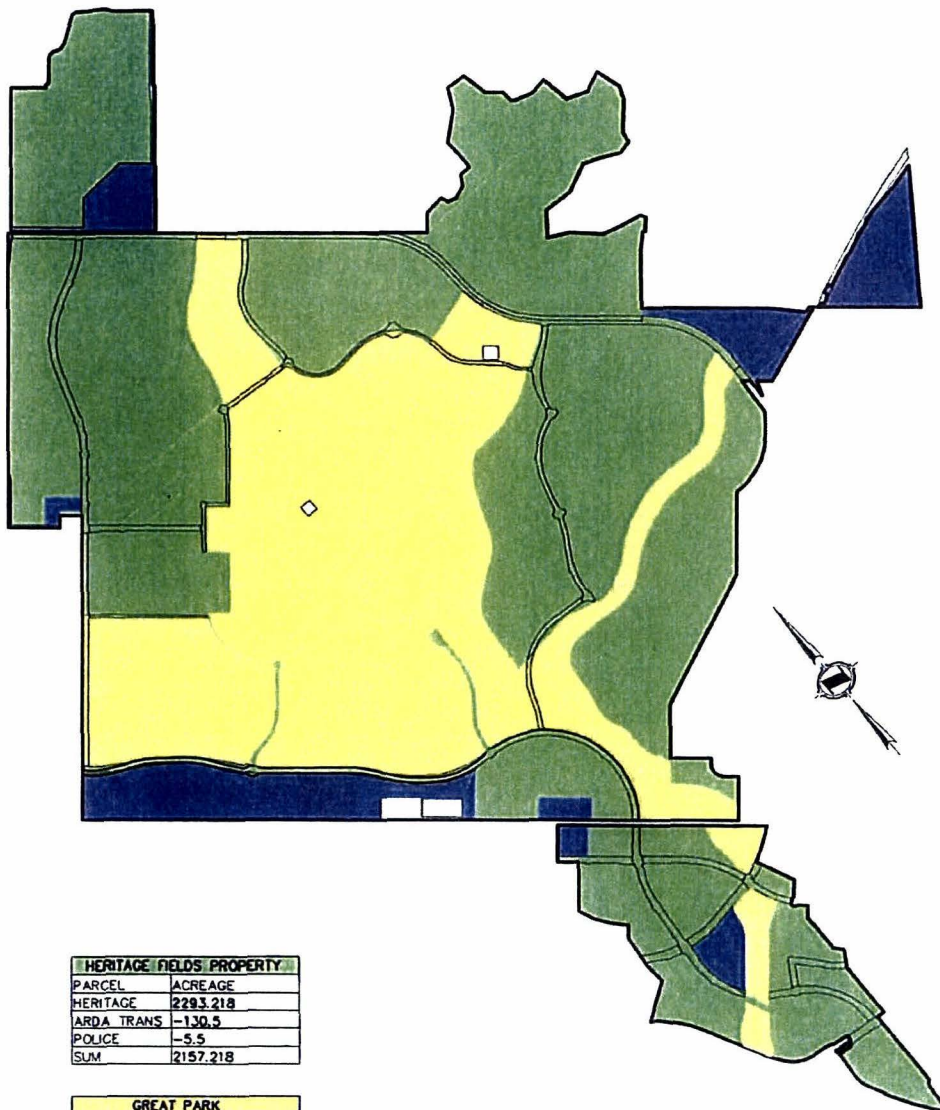 HERITAGE FIELDS PROPERTY
PARCEL ACREAGE
HERITAGE 2293.218
ARDA TRANS -130.5
POLICE -5.5
SUM 2157.218
GREAT PARK